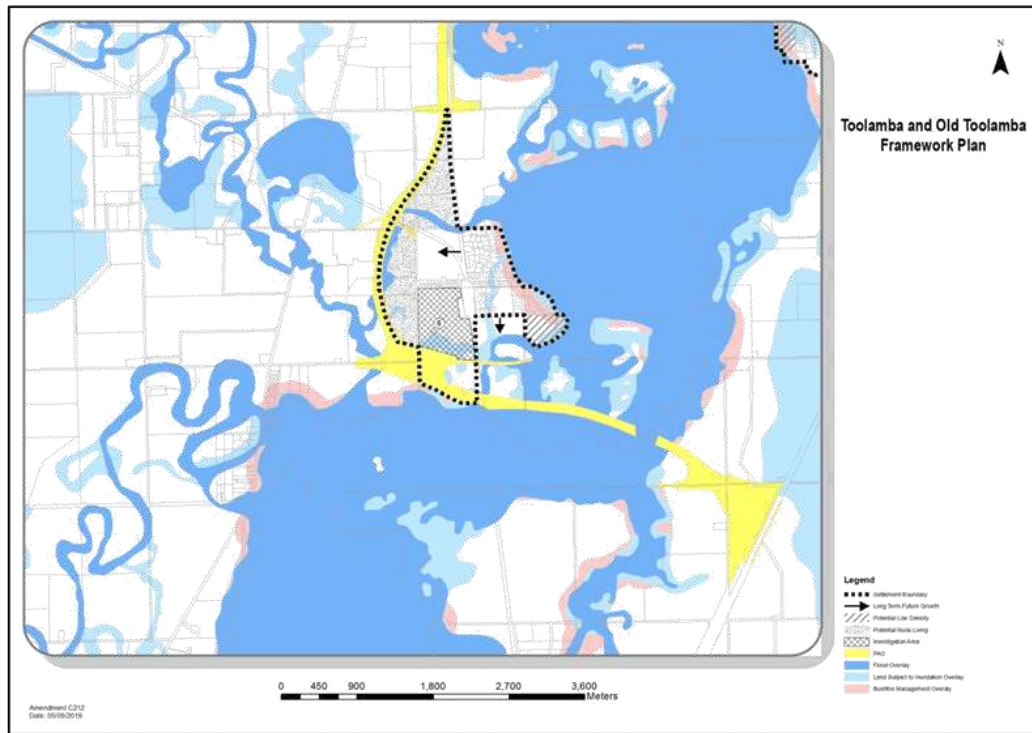 N
Toolamba and Old Toolamba
Framework Plan
Legend
Settlement Boundary
Long Term Future Growth
Potential Low Density
Potential Rural Living
Investigation Area
PAO
Flood Overlay
Land Subject to Inundation Overlay
Bushfire Management Overlay
0 450 900 1,800 2,700 3,600
Meters
Amendment C212
Date: 05/09/2019